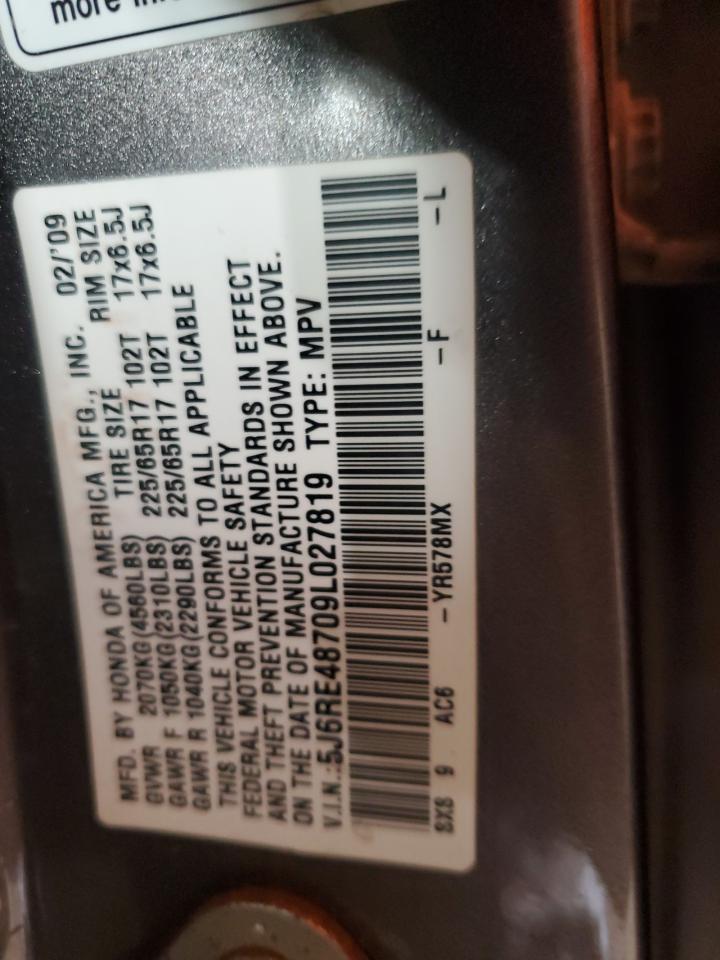 more
MFD. BY HONDA OF AMERICA MFG., INC. 02/'09
TIRE SIZE RIM SIZE
GVWR 2070KG(4560LBS)
GAWR F 1050KG(2310LBS) 225/65R17 102T 17x6.5J
GAWR R 1040KG(2290LBS) 225/65R17 102T 17x6.5J
THIS VEHICLE CONFORMS TO ALL APPLICABLE
FEDERAL MOTOR VEHICLE SAFETY
AND THEFT PREVENTION STANDARDS IN EFFECT
ON THE DATE OF MANUFACTURE SHOWN ABOVE.
V.I.N.:5J6RE48709L027819 TYPE: MPV
SXS 9 AC6 - YR578MX -F -L